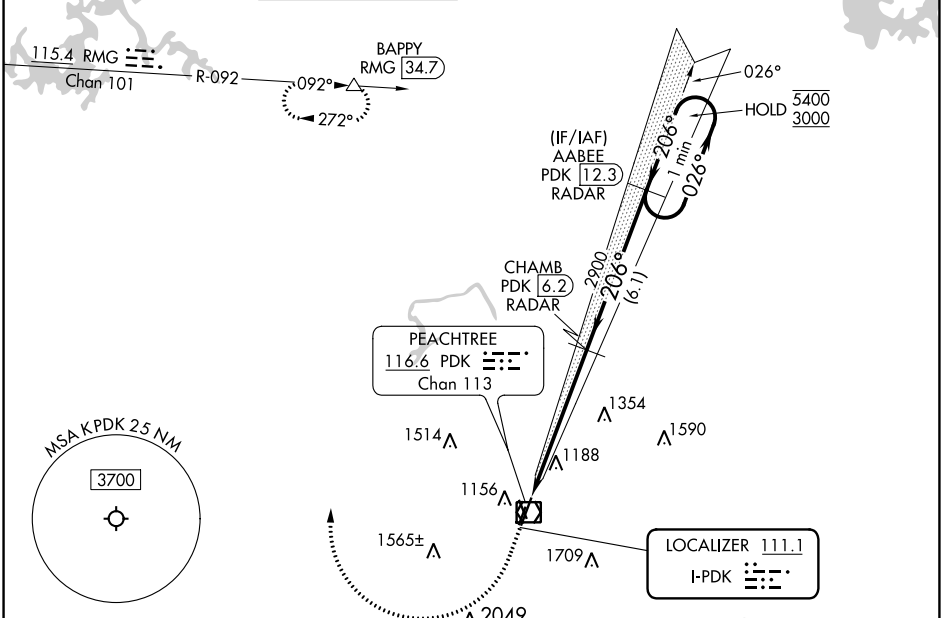 115.4 RMG
Chan 101
R-092
092°
272°
BAPPY
RMG 34.7
026°
HOLD 5400
3000
206°
1 min
026°
(IF/IAF)
AABEE
PDK 12.3
RADAR
2900
206°
(6.1)
CHAMB
PDK 6.2
RADAR
PEACHTREE
116.6 PDK
Chan 113
1354
1590
1514
1188
1156
1565±
1709
2049
MSA KPDK 25 NM
3700
LOCALIZER 111.1
I-PDK